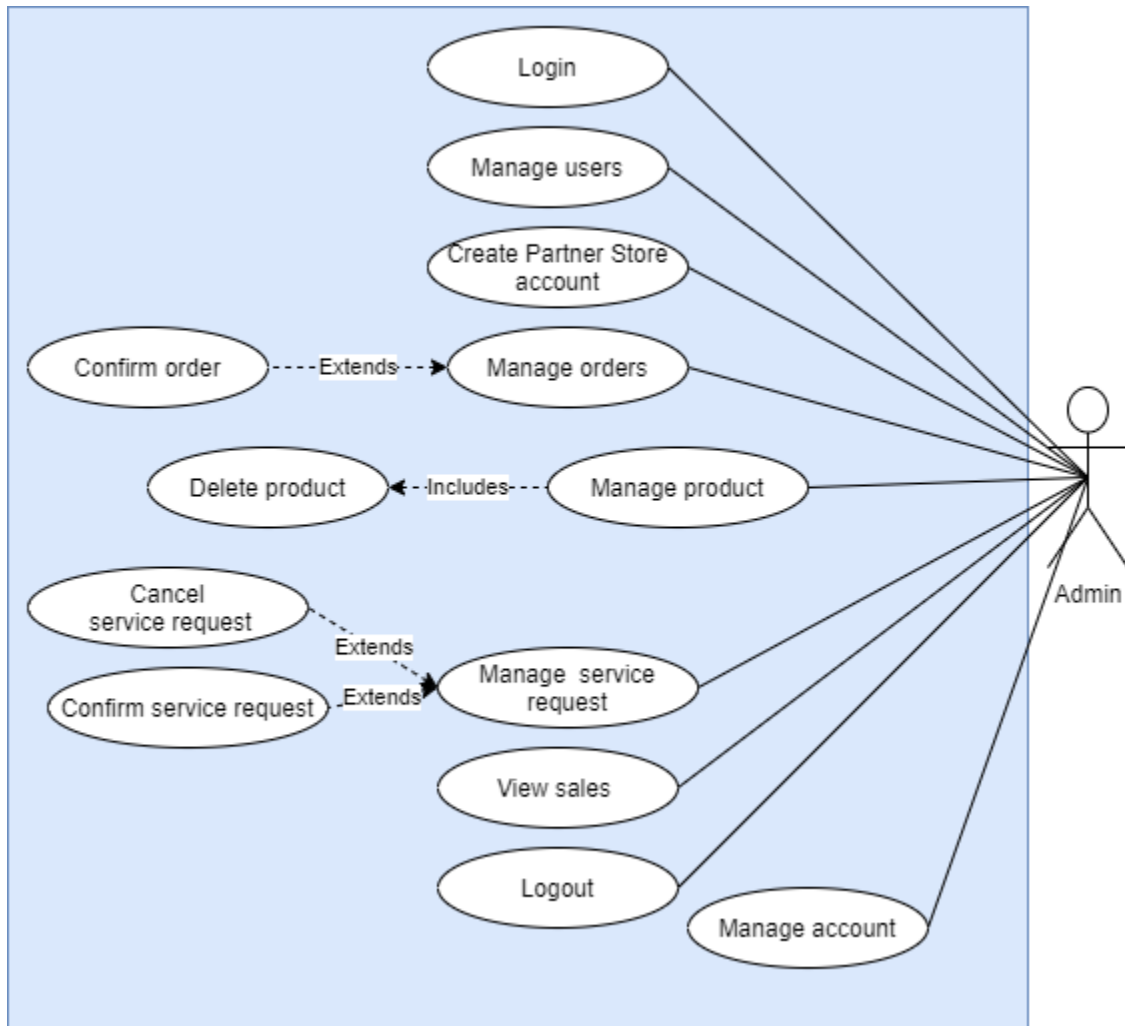 Login
Manage users
Create Partner Store
account
Confirm order
Extends
Manage orders
Delete product
Includes
Manage product
Admin
Cancel
service request
Extends
Manage  service
request
Confirm service request
Extends
View sales
Logout
Manage account